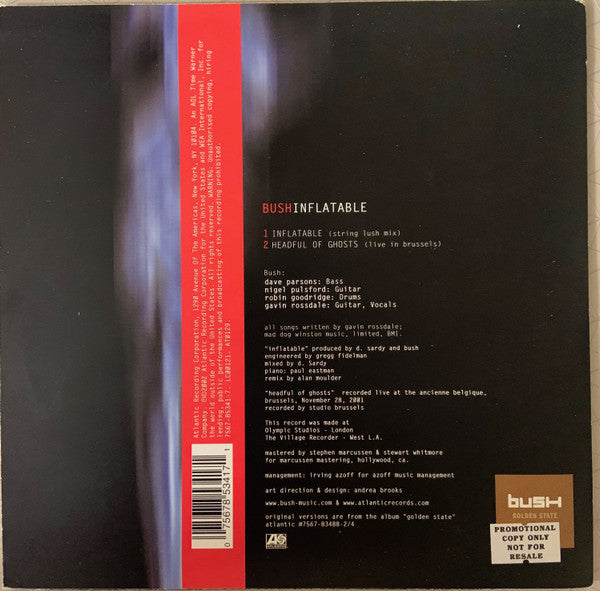 Atlantic Recording Corporation, 1290 Avenue Of The Americas, New York, NY 10104. An AOL Time Warner
Company. ℗©2002 Atlantic Recording Corporation for the United States and WEA International, Inc. for
the world outside of the United States. All rights reserved. WARNING: Unauthorised copying, hiring
lending, public performances and broadcasting of this recording prohibited.
7567-85341-7. LC00121. AT0129.
0 75678 53417 1
BUSHINFLATABLE
1 INFLATABLE (string lush mix)
2 HEADFUL OF GHOSTS (live in brussels)
Bush:
dave parsons: Bass
nigel pulsford: Guitar
robin goodridge: Drums
gavin rossdale: Guitar, Vocals
all songs written by gavin rossdale;
mad dog winston music, limited, BMI.
"inflatable" produced by d. sardy and bush
engineered by gregg fidelman
mixed by d. Sardy
piano: paul eastman
remix by alan moulder
"headful of ghosts" recorded live at the ancienne belgique,
brussels, November 28, 2001
recorded by studio brussels
This record was made at
Olympic Studios - London
The Village Recorder - West L.A.
mastered by stephen marcussen & stewart whitmore
for marcussen mastering, hollywood, ca.
management: irving azoff for azoff music management
art direction & design: andrea brooks
www.bush-music.com & www.atlanticrecords.com
original versions are from the album "golden state"
atlantic #7567-83488-2/4
bush
GOLDEN STATE
PROMOTIONAL
COPY ONLY
NOT FOR
RESALE